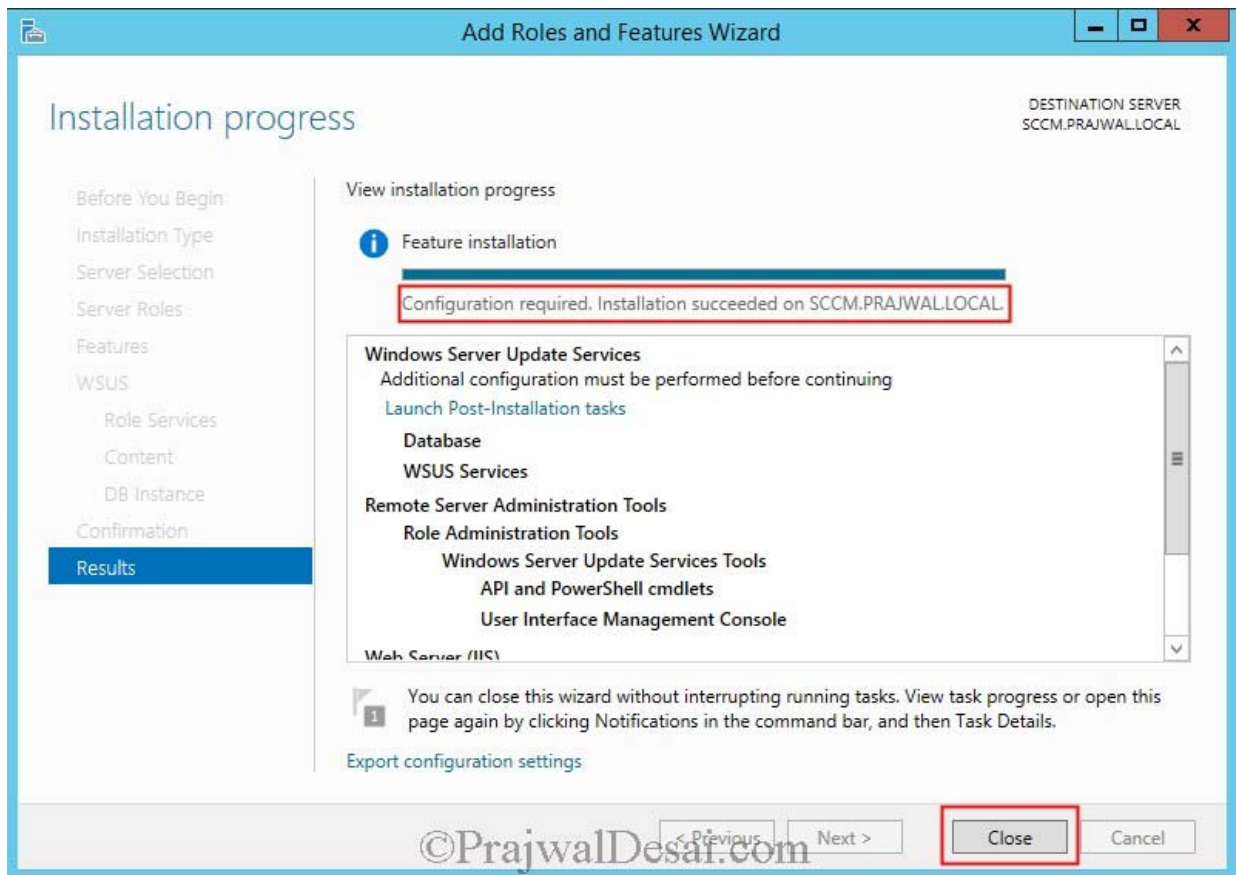 Add Roles and Features Wizard
Installation progress
DESTINATION SERVER
SCCM.PRAJWAL.LOCAL
Before You Begin
Installation Type
Server Selection
Server Roles
Features
WSUS
Role Services
Content
DB Instance
Confirmation
Results
View installation progress
Feature installation
Configuration required. Installation succeeded on SCCM.PRAJWAL.LOCAL.
Windows Server Update Services
Additional configuration must be performed before continuing
Launch Post-Installation tasks
Database
WSUS Services
Remote Server Administration Tools
Role Administration Tools
Windows Server Update Services Tools
API and PowerShell cmdlets
User Interface Management Console
Web Server (IIS)
1
You can close this wizard without interrupting running tasks. View task progress or open this
page again by clicking Notifications in the command bar, and then Task Details.
Export configuration settings
< Previous
Next >
Close
Cancel
©PrajwalDesai.com